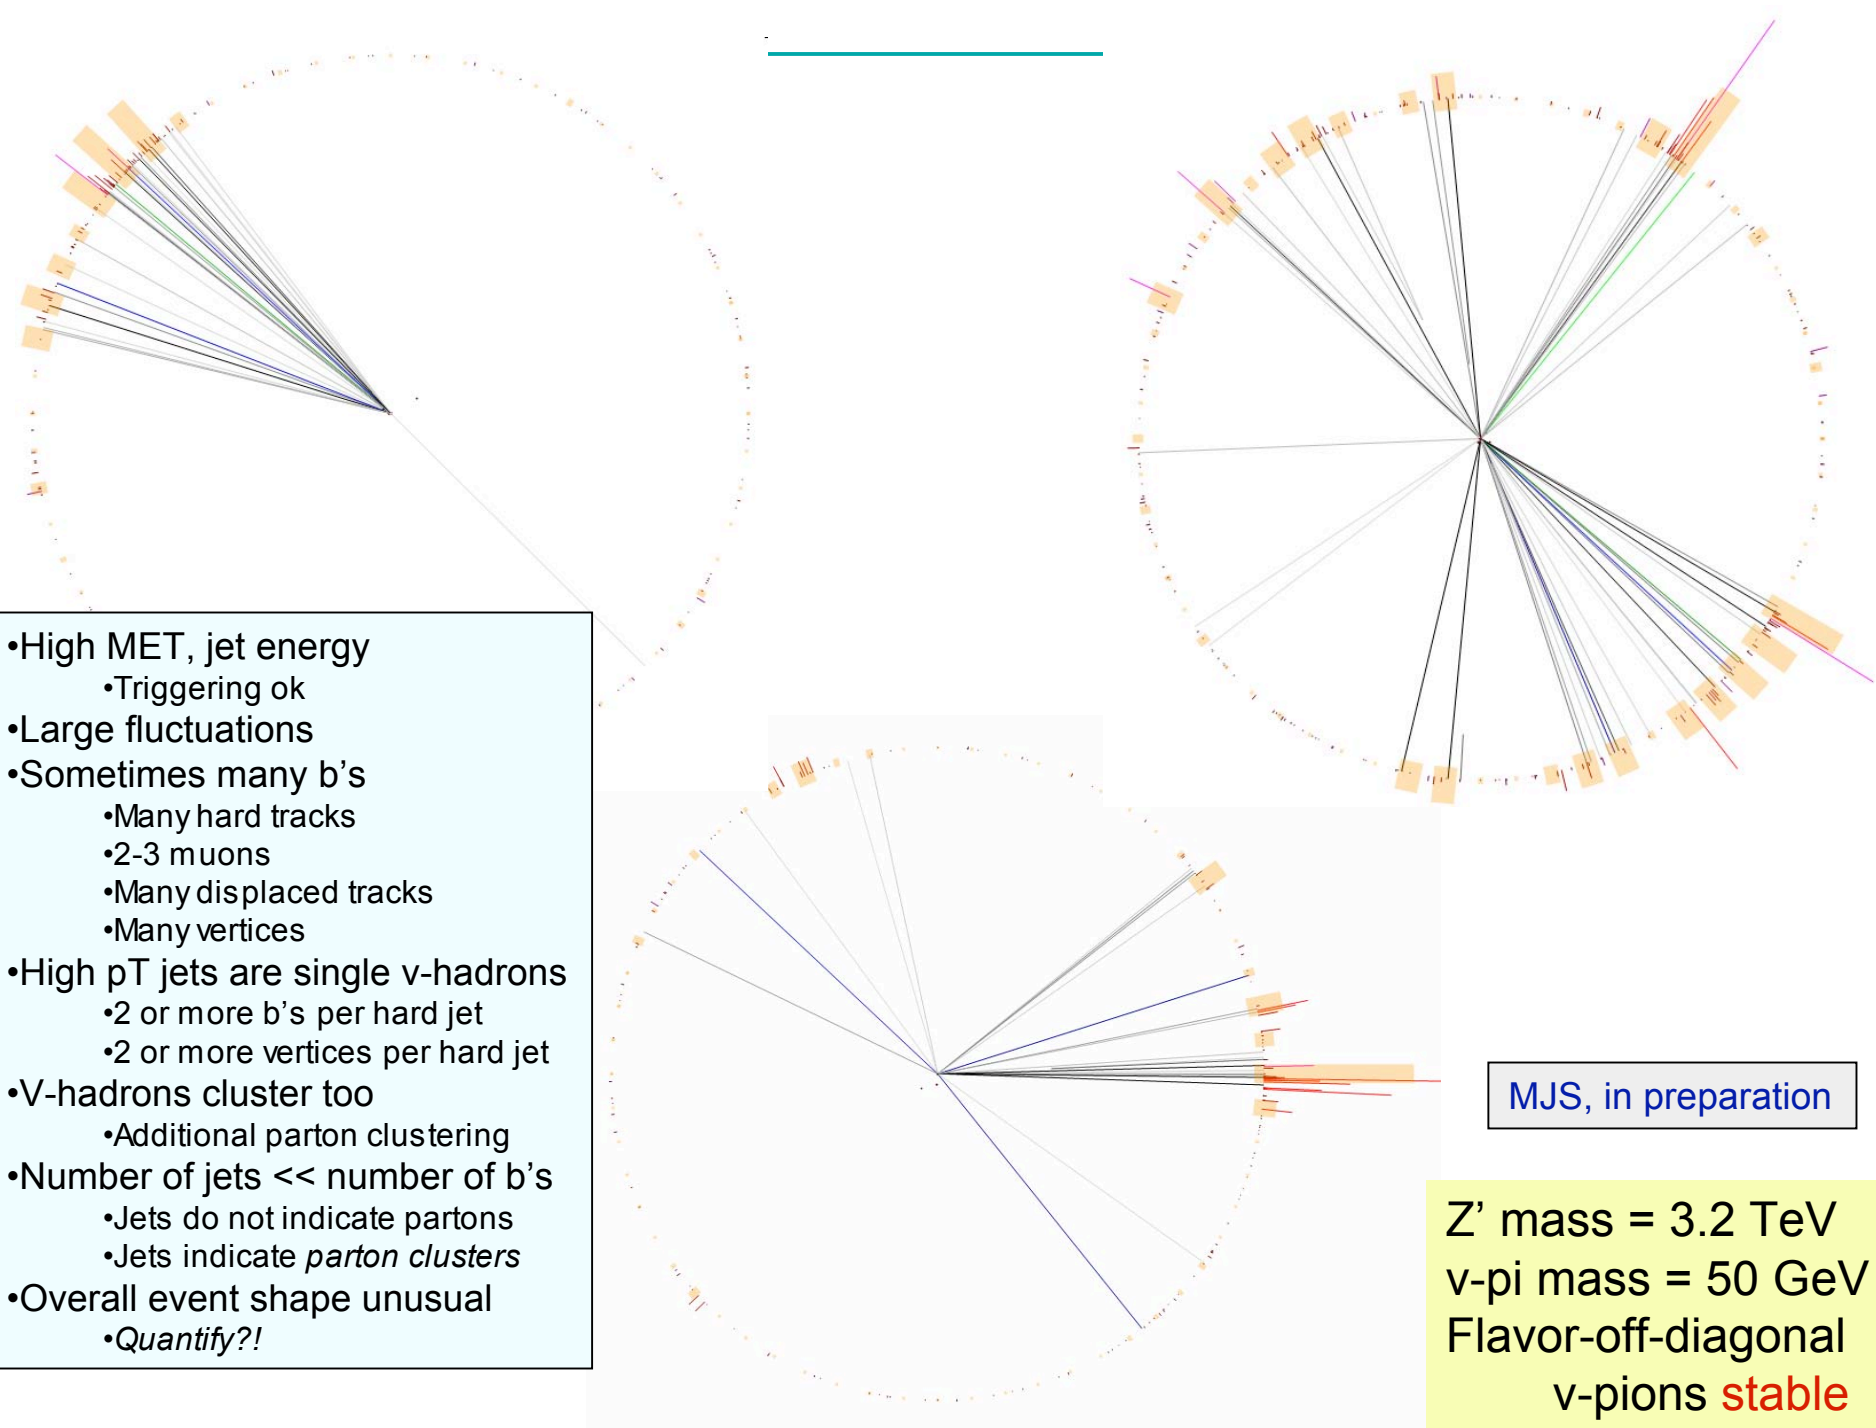 •High MET, jet energy
•Triggering ok
•Large fluctuations
•Sometimes many b’s
•Many hard tracks
•2-3 muons
•Many displaced tracks
•Many vertices
•High pT jets are single v-hadrons
•2 or more b’s per hard jet
•2 or more vertices per hard jet
•V-hadrons cluster too
•Additional parton clustering
•Number of jets << number of b’s
•Jets do not indicate partons
•Jets indicate parton clusters
•Overall event shape unusual
•Quantify?!
MJS, in preparation
Z’ mass = 3.2 TeV
v-pi mass = 50 GeV
Flavor-off-diagonal
v-pions stable